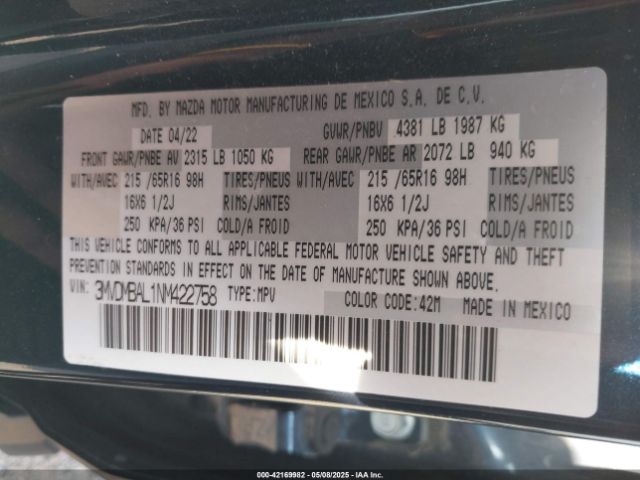 MFD. BY MAZDA MOTOR MANUFACTURING DE MEXICO S.A. DE C.V.
DATE 04/22 GVWR/PNBV 4381 LB 1987 KG
FRONT GAWR/PNBE AV 2315 LB 1050 KG REAR GAWR/PNBE AR 2072 LB 940 KG
WITH/AVEC 215 /65R16 98H TIRES/PNEUS WITH/AVEC 215 /65R16 98H TIRES/PNEUS
16X6 1/2J RIMS/JANTES 16X6 1/2J RIMS/JANTES
250 KPA/36 PSI COLD/A FROID 250 KPA/36 PSI COLD/A FROID
THIS VEHICLE CONFORMS TO ALL APPLICABLE FEDERAL MOTOR VEHICLE SAFETY AND THEFT
PREVENTION STANDARDS IN EFFECT ON THE DATE OF MANUFACTURE SHOWN ABOVE.
VIN: 3MVDMBAL1NM422758 TYPE:MPV COLOR CODE:42M MADE IN MEXICO
000-42169982 - 05/08/2025 - IAA Inc.